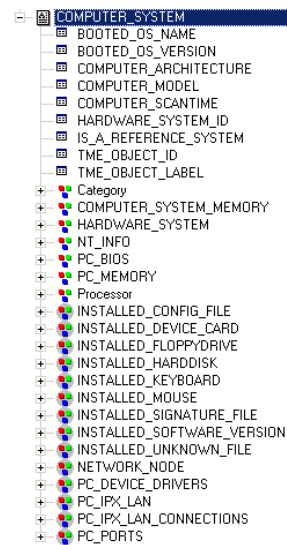 COMPUTER_SYSTEM
BOOTED_OS_NAME
BOOTED_OS_VERSION
COMPUTER_ARCHITECTURE
COMPUTER_MODEL
COMPUTER_SCANTIME
HARDWARE_SYSTEM_ID
IS_A_REFERENCE_SYSTEM
TME_OBJECT_ID
TME_OBJECT_LABEL
Category
COMPUTER_SYSTEM_MEMORY
HARDWARE_SYSTEM
NT_INFO
PC_BIOS
PC_MEMORY
Processor
INSTALLED_CONFIG_FILE
INSTALLED_DEVICE_CARD
INSTALLED_FLOPPYDRIVE
INSTALLED_HARDDISK
INSTALLED_KEYBOARD
INSTALLED_MOUSE
INSTALLED_SIGNATURE_FILE
INSTALLED_SOFTWARE_VERSION
INSTALLED_UNKNOWN_FILE
NETWORK_NODE
PC_DEVICE_DRIVERS
PC_IPX_LAN
PC_IPX_LAN_CONNECTIONS
PC_PORTS